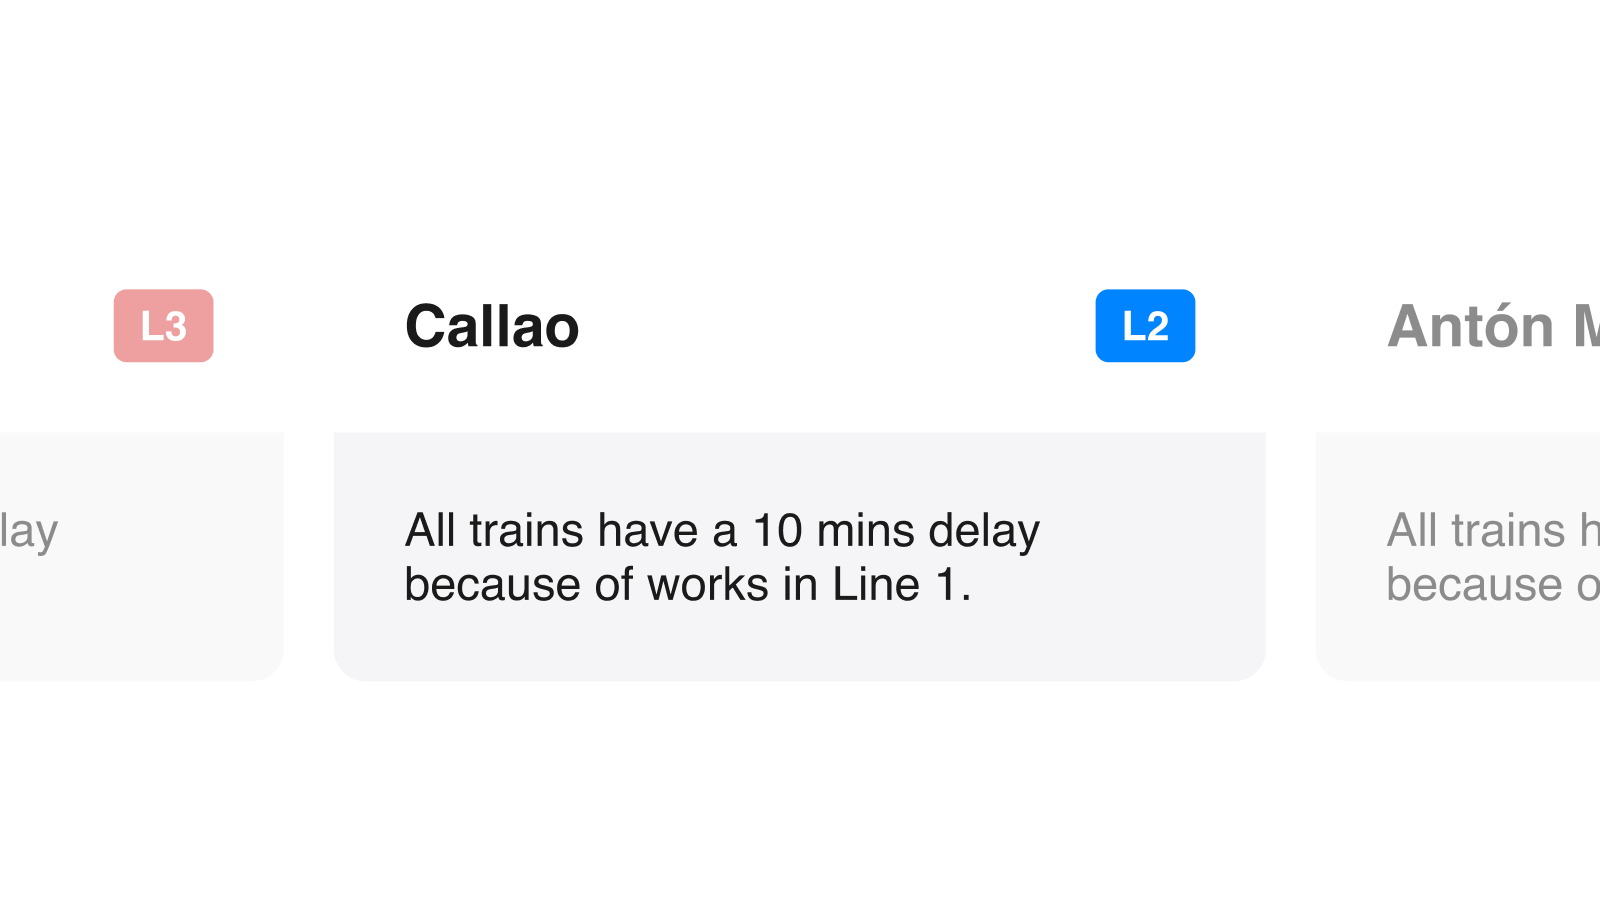 L3
lay
Callao
L2
All trains have a 10 mins delay
because of works in Line 1.
Antón
All trains h
because o